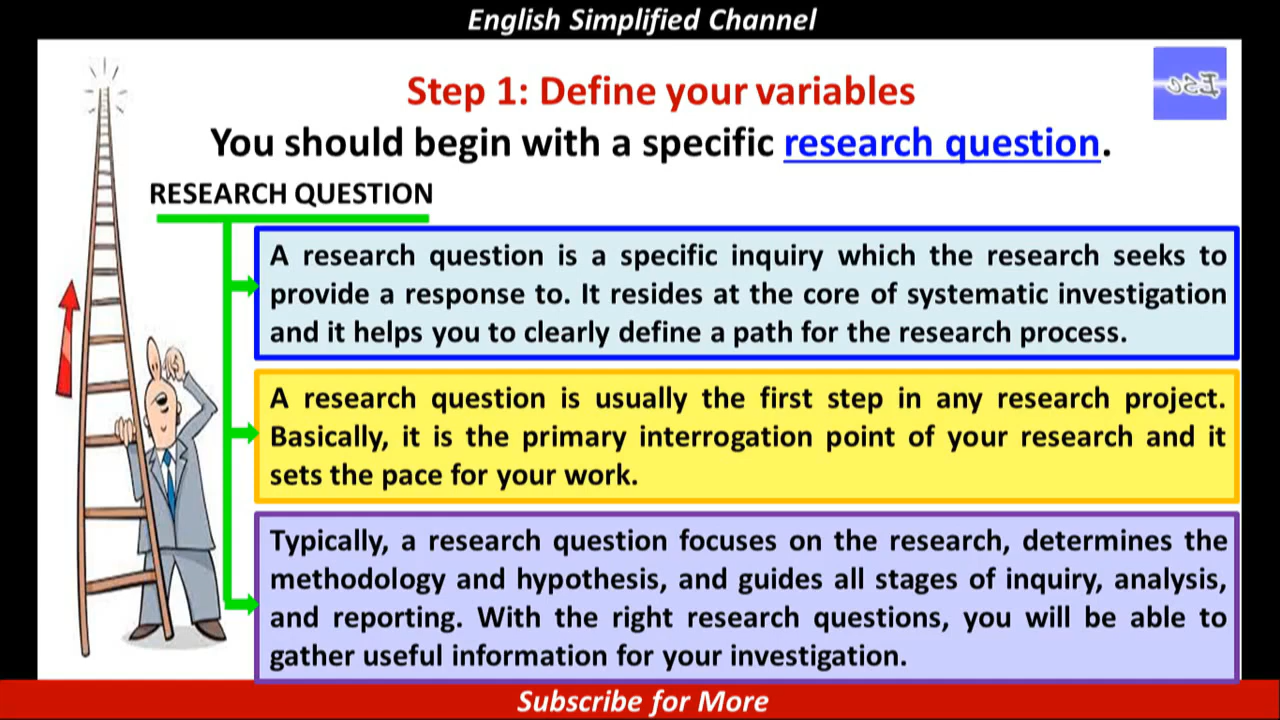 English Simplified Channel
Step 1: Define your variables
You should begin with a specific research question.
RESEARCH QUESTION
A research question is a specific inquiry which the research seeks to
provide a response to. It resides at the core of systematic investigation
and it helps you to clearly define a path for the research process.
A research question is usually the first step in any research project.
Basically, it is the primary interrogation point of your research and it
sets the pace for your work.
Typically, a research question focuses on the research, determines the
methodology and hypothesis, and guides all stages of inquiry, analysis,
and reporting. With the right research questions, you will be able to
gather useful information for your investigation.
Subscribe for More